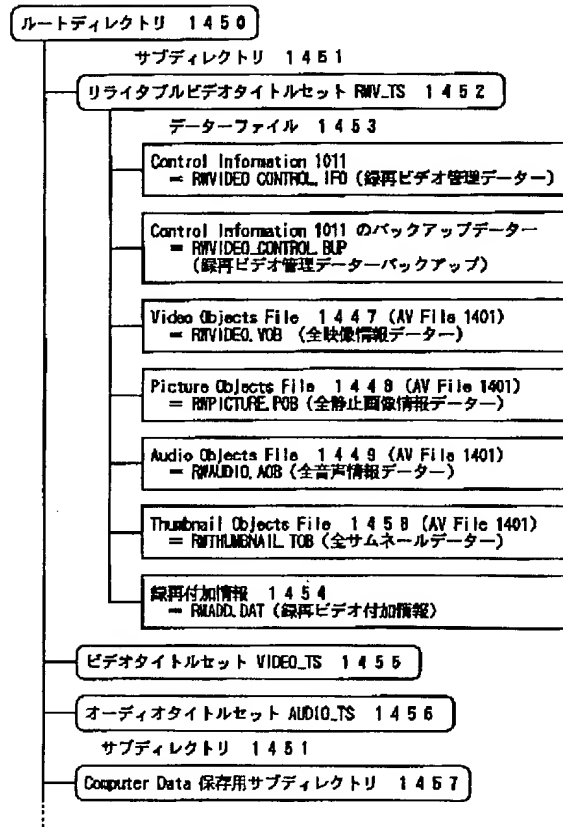 ルートディレクトリ 1450
サブディレクトリ 1451
リライタブルビデオタイトルセット RWV_TS 1452
データーファイル 1453
Control Information 1011
= RWVIDEO_CONTROL.IFO (録再ビデオ管理データー)
Control Information 1011 のバックアップデーター
= RWVIDEO_CONTROL.BUP
(録再ビデオ管理データーバックアップ)
Video Objects File 1447 (AV File 1401)
= RWVIDEO.VOB (全映像情報データー)
Picture Objects File 1448 (AV File 1401)
= RWPICTURE.POB (全静止画像情報データー)
Audio Objects File 1449 (AV File 1401)
= RWAUDIO.AOB (全音声情報データー)
Thumbnail Objects File 1458 (AV File 1401)
= RWTHUMBNAIL.TOB (全サムネールデーター)
録再付加情報 1454
= RWADD.DAT (録再ビデオ付加情報)
ビデオタイトルセット VIDEO_TS 1455
オーディオタイトルセット AUDIO_TS 1456
サブディレクトリ 1451
Computer Data 保存用サブディレクトリ 1457